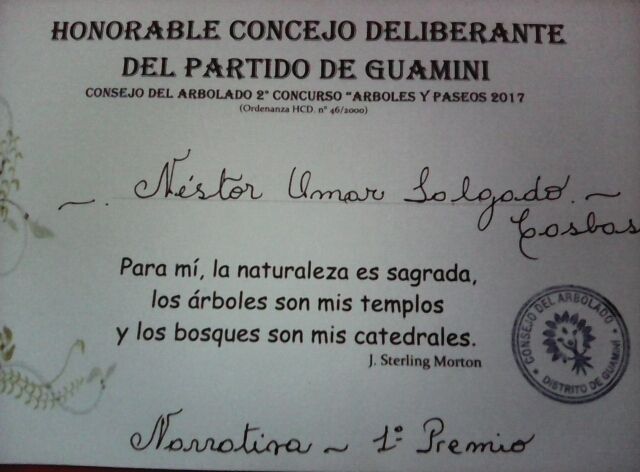 HONORABLE CONCEJO DELIBERANTE
DEL PARTIDO DE GUAMINI
CONSEJO DEL ARBOLADO 2° CONCURSO "ARBOLES Y PASEOS 2017
(Ordenanza HCD. n° 46/2000)
~. Néstor Umar Salgado. ~
Cosbas
Para mí, la naturaleza es sagrada,
los árboles son mis templos
y los bosques son mis catedrales.
J. Sterling Morton
CONSEJO DEL ARBOLADO
DISTRITO DE GUAMINI
Narrativa ~ 1° Premio